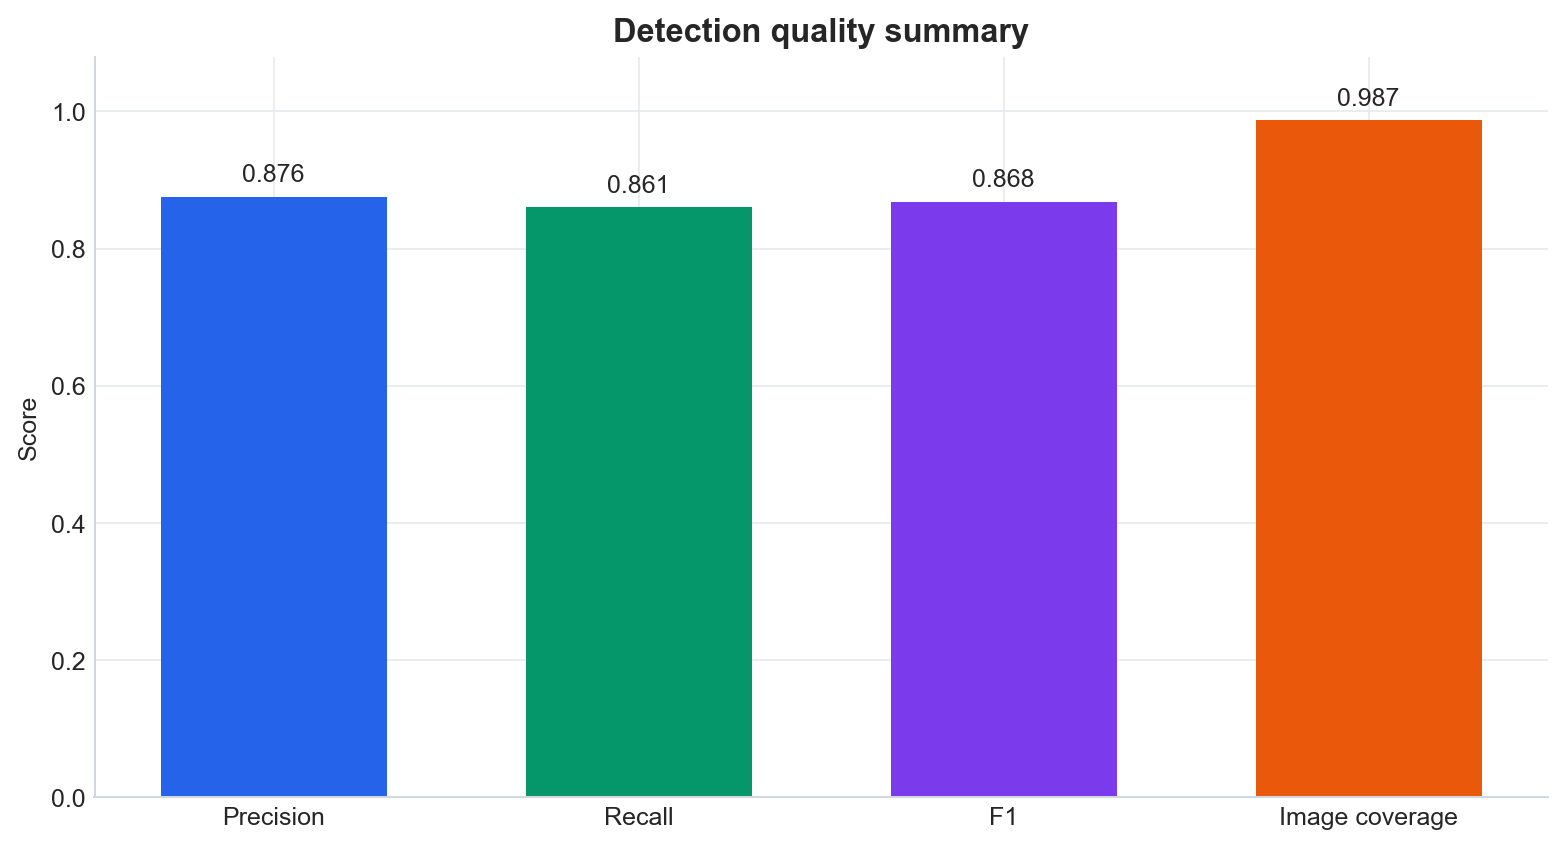 Detection quality summary
Score
1.0
0.8
0.6
0.4
0.2
0.0
0.876
0.861
0.868
0.987
Precision
Recall
F1
Image coverage